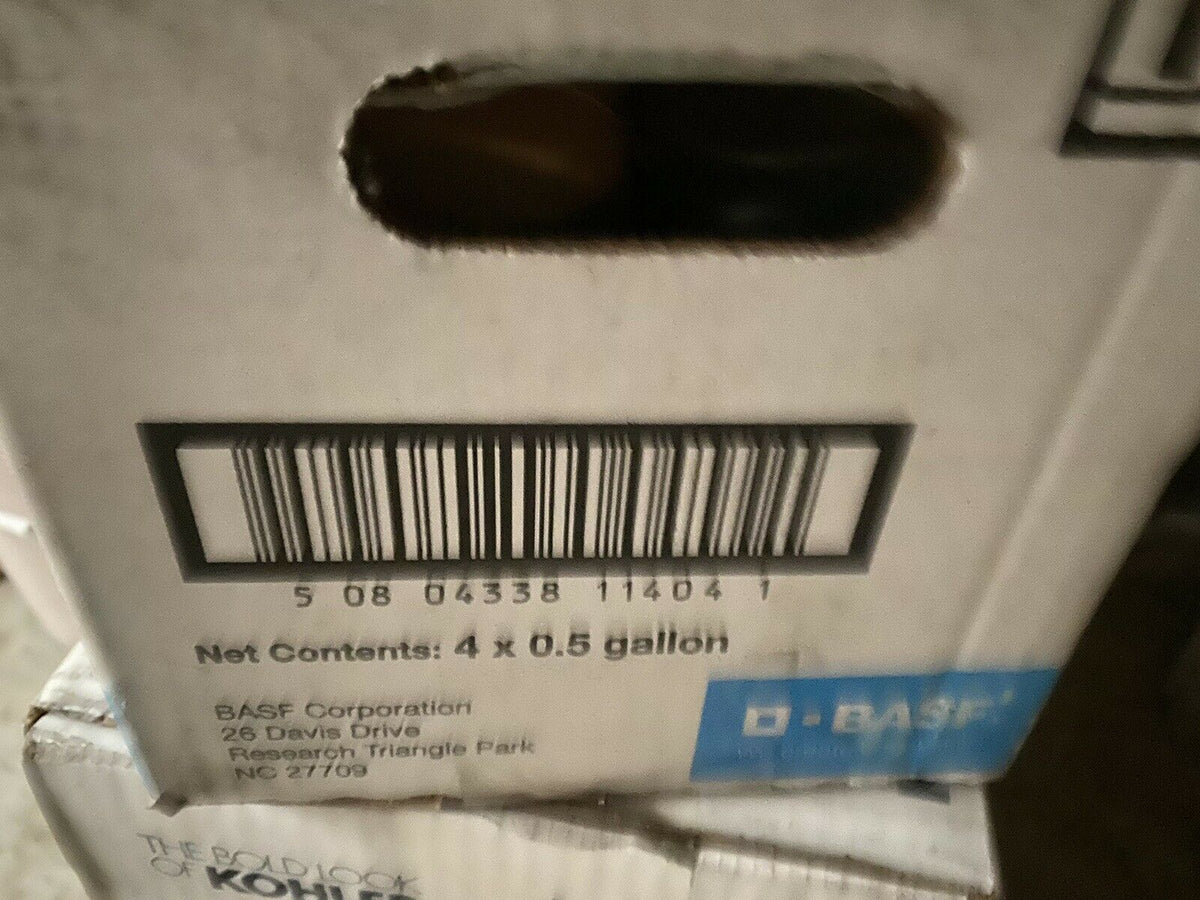 5 08 04338 11404 1
Net Contents: 4 x 0.5 gallon
BASF Corporation
26 Davis Drive
Research Triangle Park
NC 27709
BASF
THE BOLD LOOK
OF KOHLER